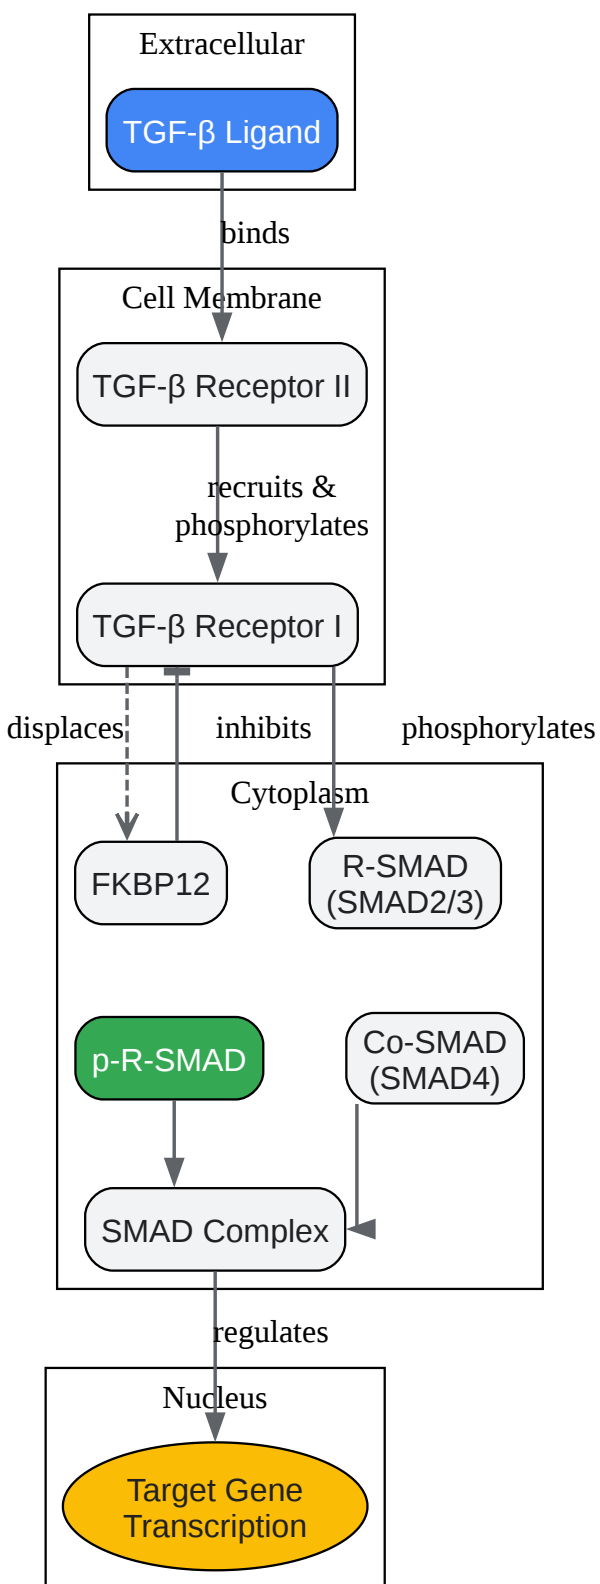 Extracellular
TGF-β Ligand
binds
Cell Membrane
TGF-β Receptor II
recruits &
phosphorylates
TGF-β Receptor I
displaces
inhibits
phosphorylates
Cytoplasm
FKBP12
R-SMAD
(SMAD2/3)
p-R-SMAD
Co-SMAD
(SMAD4)
SMAD Complex
regulates
Nucleus
Target Gene
Transcription